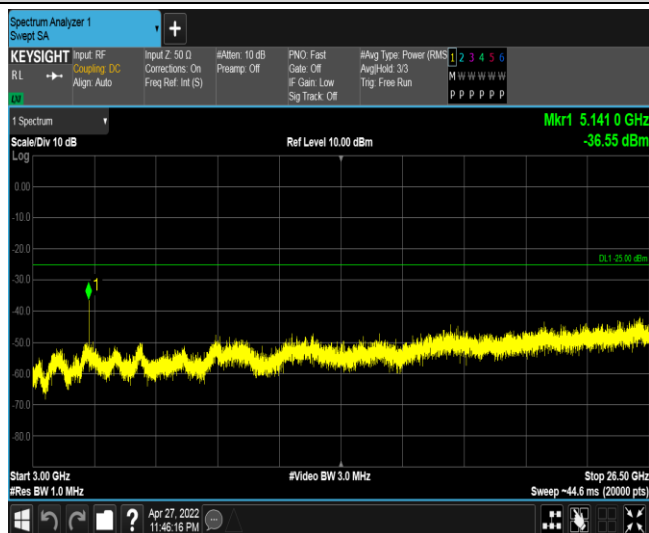 Spectrum Analyzer 1
Swept SA
+
KEYSIGHT
RL
LXI
Input: RF
Coupling: DC
Align: Auto
Input Z: 50 Ω
Corrections: On
Freq Ref: Int (S)
#Atten: 10 dB
Preamp: Off
PNO: Fast
Gate: Off
IF Gain: Low
Sig Track: Off
#Avg Type: Power (RMS
Avg|Hold: 3/3
Trig: Free Run
1 2 3 4 5 6
M W W W W W
P P P P P P
1 Spectrum
Mkr1 5.141 0 GHz
Scale/Div 10 dB
Ref Level 10.00 dBm
-36.55 dBm
Log
0.00
-10.0
-20.0
DL1 -25.00 dBm
-30.0
1
-40.0
-50.0
-60.0
-70.0
-80.0
Start 3.00 GHz
#Video BW 3.0 MHz
Stop 26.50 GHz
#Res BW 1.0 MHz
Sweep ~44.6 ms (20000 pts)
?
Apr 27, 2022
11:46:16 PM